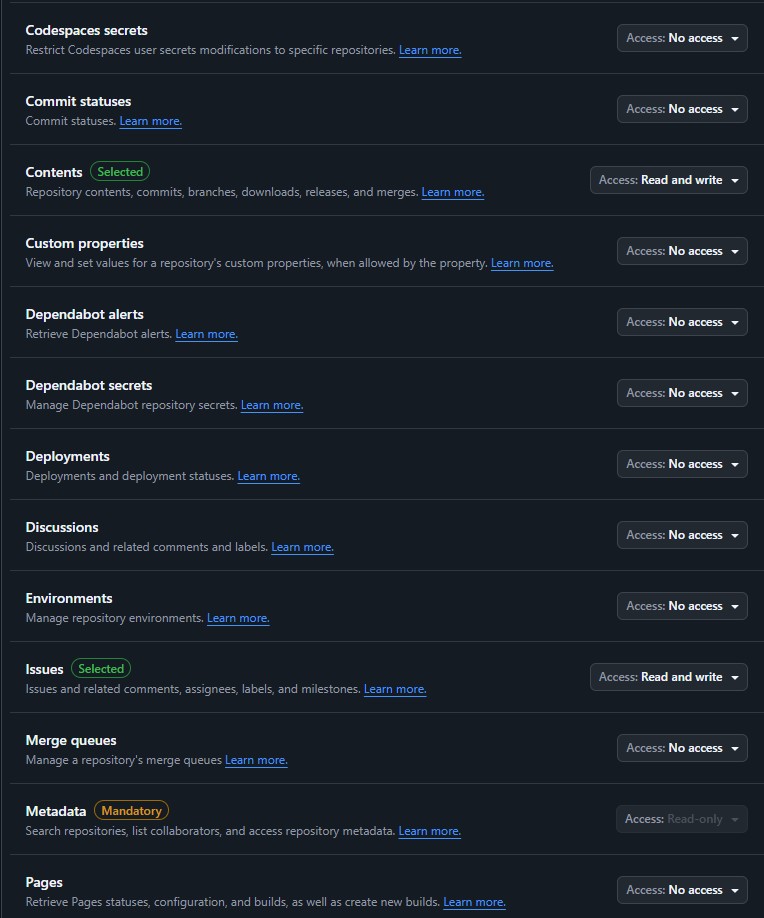 Codespaces secrets
Restrict Codespaces user secrets modifications to specific repositories. Learn more.
Access: No access
Commit statuses
Commit statuses. Learn more.
Access: No access
Contents Selected
Repository contents, commits, branches, downloads, releases, and merges. Learn more.
Access: Read and write
Custom properties
View and set values for a repository's custom properties, when allowed by the property. Learn more.
Access: No access
Dependabot alerts
Retrieve Dependabot alerts. Learn more.
Access: No access
Dependabot secrets
Manage Dependabot repository secrets. Learn more.
Access: No access
Deployments
Deployments and deployment statuses. Learn more.
Access: No access
Discussions
Discussions and related comments and labels. Learn more.
Access: No access
Environments
Manage repository environments. Learn more.
Access: No access
Issues Selected
Issues and related comments, assignees, labels, and milestones. Learn more.
Access: Read and write
Merge queues
Manage a repository's merge queues Learn more.
Access: No access
Metadata Mandatory
Search repositories, list collaborators, and access repository metadata. Learn more.
Access: Read-only
Pages
Retrieve Pages statuses, configuration, and builds, as well as create new builds. Learn more.
Access: No access